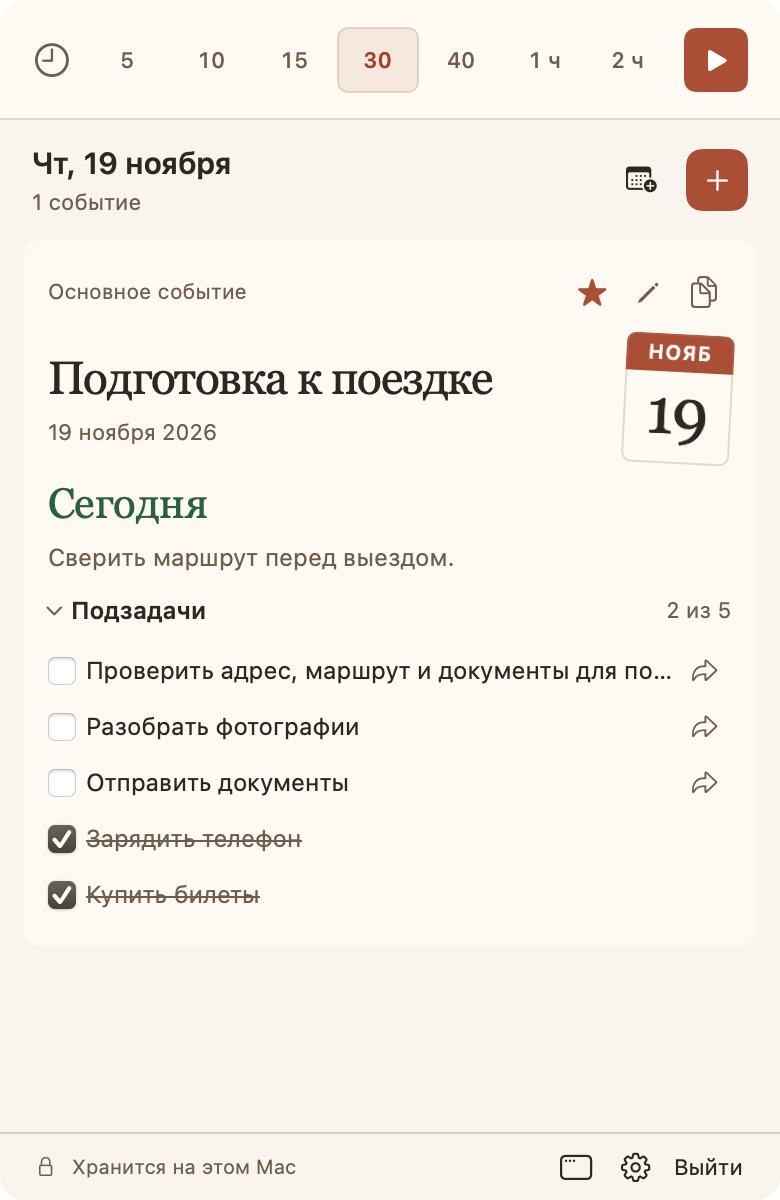 5 10 15 30 40 1 ч 2 ч
Чт, 19 ноября
1 событие
Основное событие
НОЯБ
19
Подготовка к поездке
19 ноября 2026
Сегодня
Сверить маршрут перед выездом.
Подзадачи 2 из 5
Проверить адрес, маршрут и документы для по...
Разобрать фотографии
Отправить документы
Зарядить телефон
Купить билеты
Хранится на этом Mac Выйти